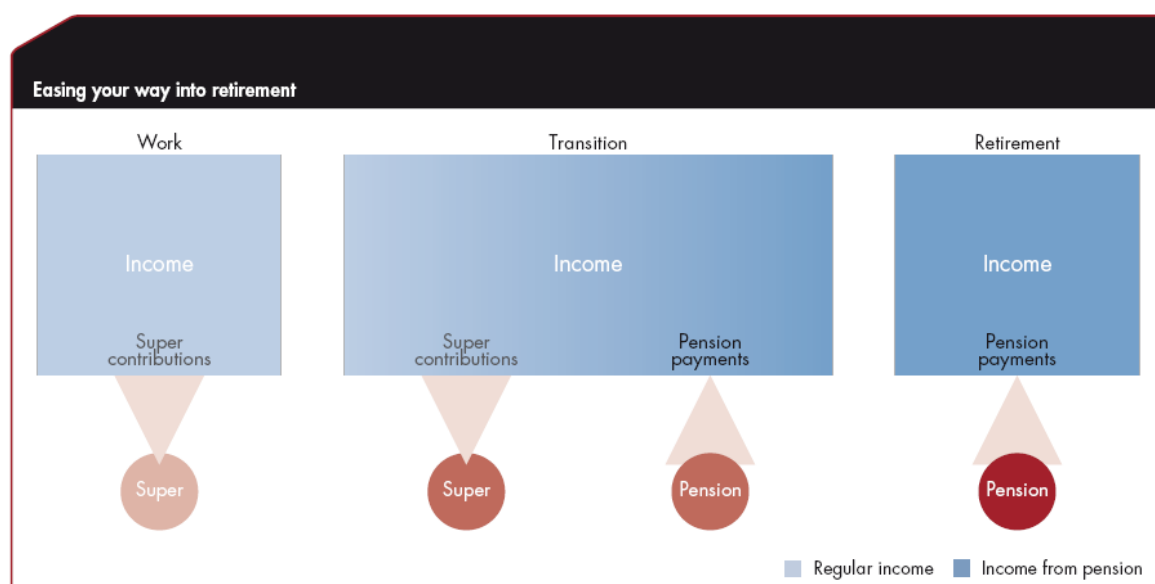 Easing your way into retirement
Work
Transition
Retirement
Income
Income
Income
Super
contributions
Super
contributions
Pension
payments
Pension
payments
Super
Super
Pension
Pension
Regular income
Income from pension